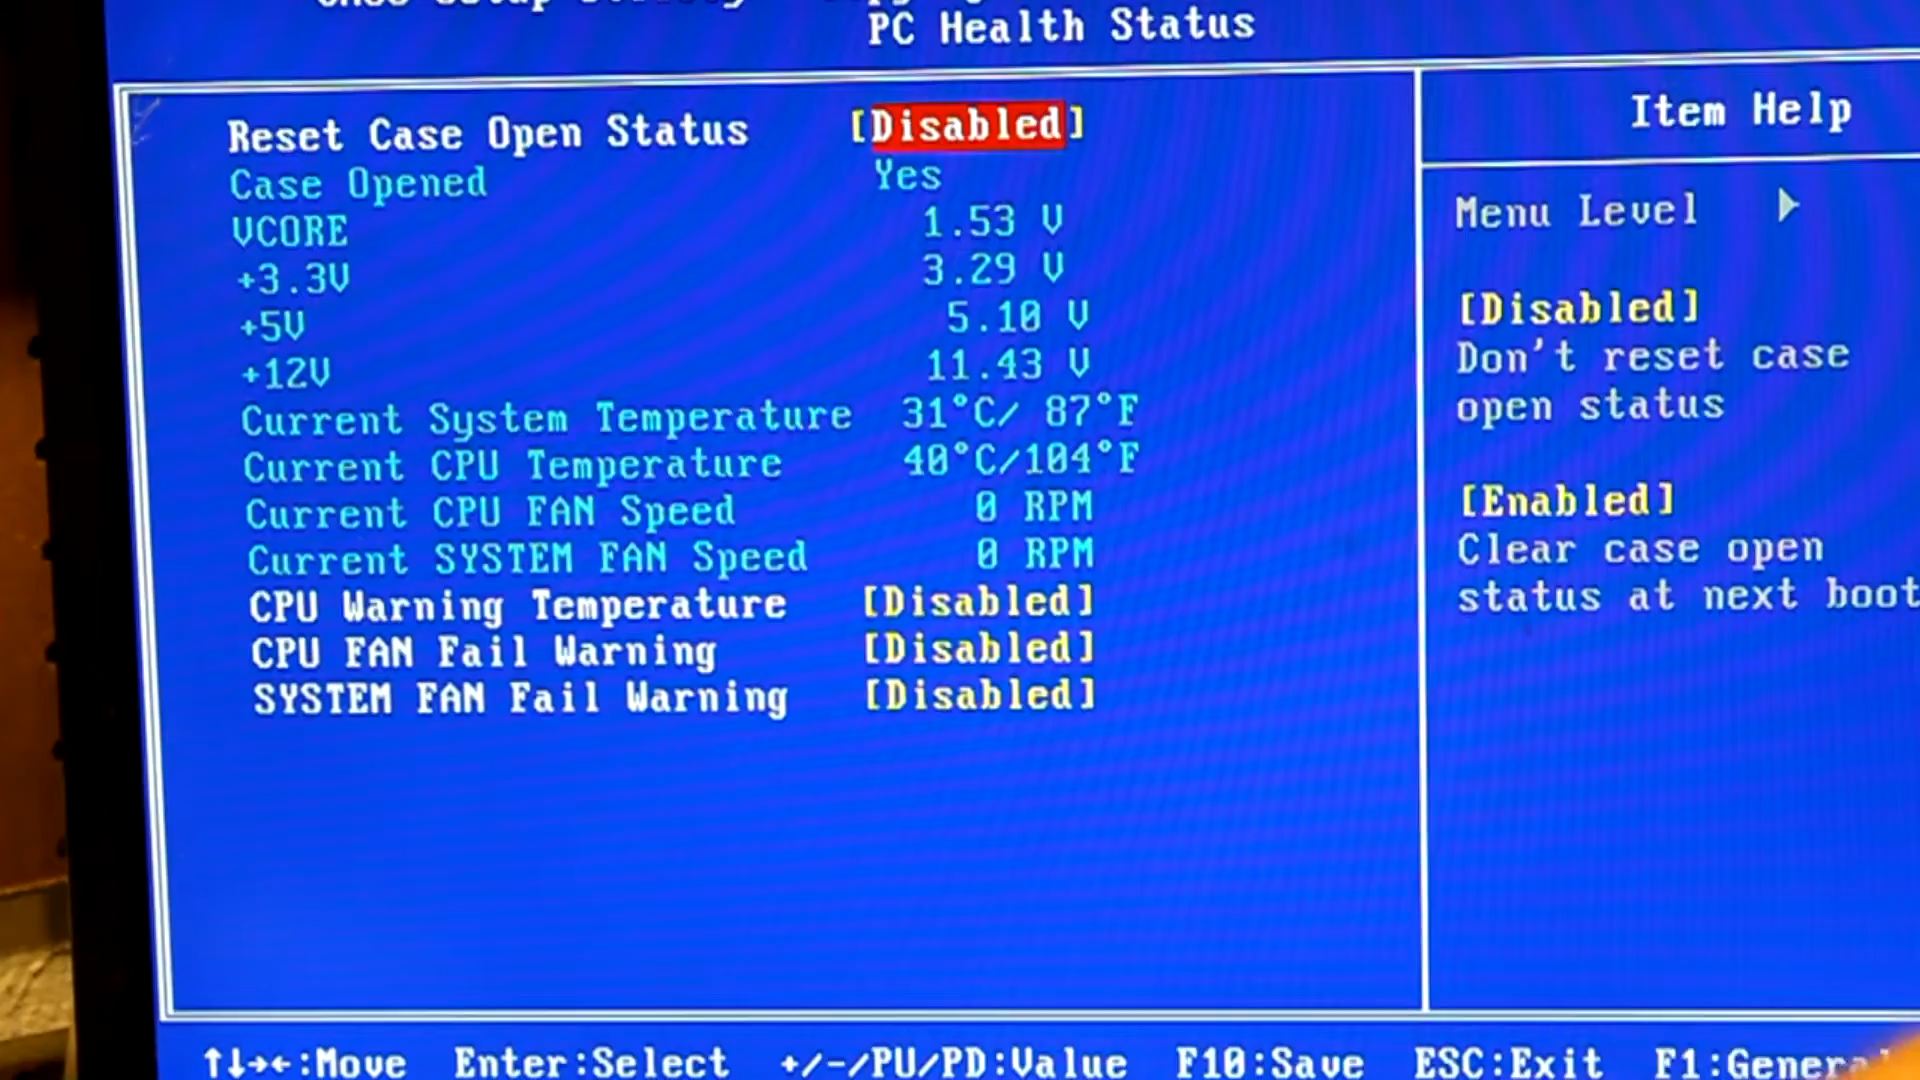 PC Health Status
Reset Case Open Status [Disabled]
Case Opened Yes
VCORE 1.53 V
+3.3V 3.29 V
+5V 5.10 V
+12V 11.43 V
Current System Temperature 31°C/ 87°F
Current CPU Temperature 40°C/104°F
Current CPU FAN Speed 0 RPM
Current SYSTEM FAN Speed 0 RPM
CPU Warning Temperature [Disabled]
CPU FAN Fail Warning [Disabled]
SYSTEM FAN Fail Warning [Disabled]
Item Help
Menu Level ▶
[Disabled]
Don't reset case
open status
[Enabled]
Clear case open
status at next boot
↑↓→←:Move Enter:Select +/-/PU/PD:Value F10:Save ESC:Exit F1:Genera